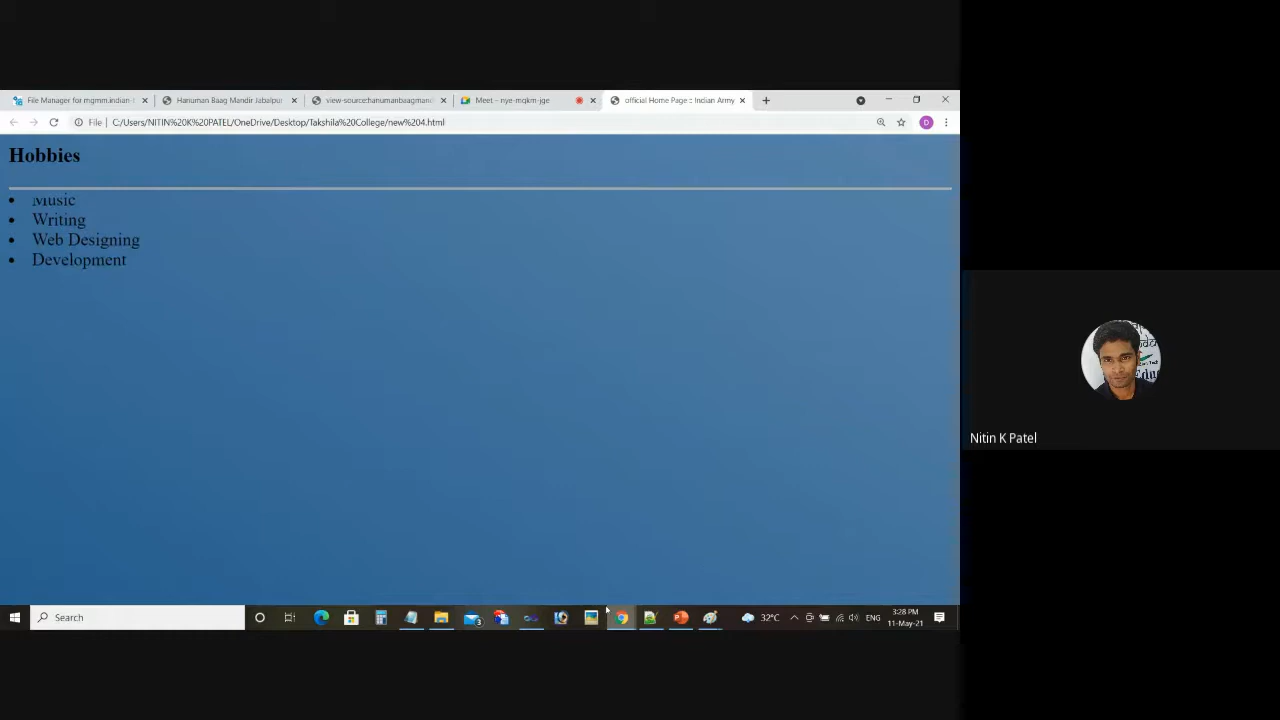 File Manager for mgmm.indian-t
Hanuman Baag Mandir Jabalpur
view-source:hanumanbaagmandi
Meet – nye-mqkm-jge
official Home Page :: Indian Army
File
C:/Users/NITIN%20K%20PATEL/OneDrive/Desktop/Takshila%20College/new%204.html
D
Hobbies
Music
Writing
Web Designing
Development
Nitin K Patel
Search
3
32°C
ENG
3:28 PM
11-May-21